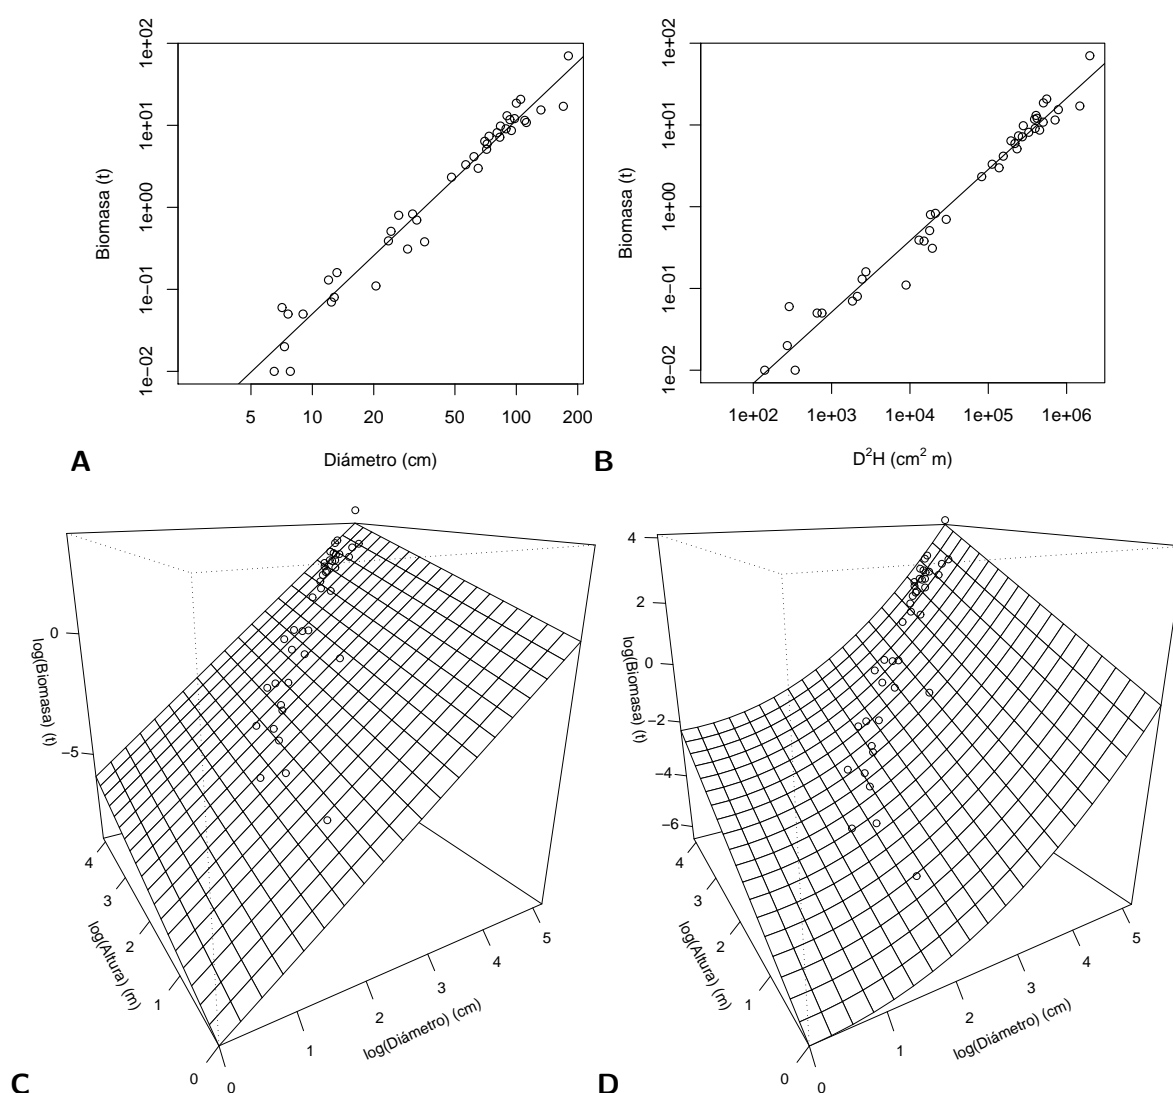 1e+02
1e+01
1e+00
1e−01
1e−02
Biomasa (t)
5 10 20 50 100 200
Diámetro (cm)
A
1e+02
1e+01
1e+00
1e−01
1e−02
Biomasa (t)
1e+02 1e+03 1e+04 1e+05 1e+06
D²H (cm² m)
B
0
−5
log(Biomasa) (t)
4
3
2
1
0
log(Altura) (m)
0
1
2
3
4
5
log(Diámetro) (cm)
C
4
2
0
−2
−4
−6
log(Biomasa) (t)
4
3
2
1
0
log(Altura) (m)
0
1
2
3
4
5
log(Diámetro) (cm)
D